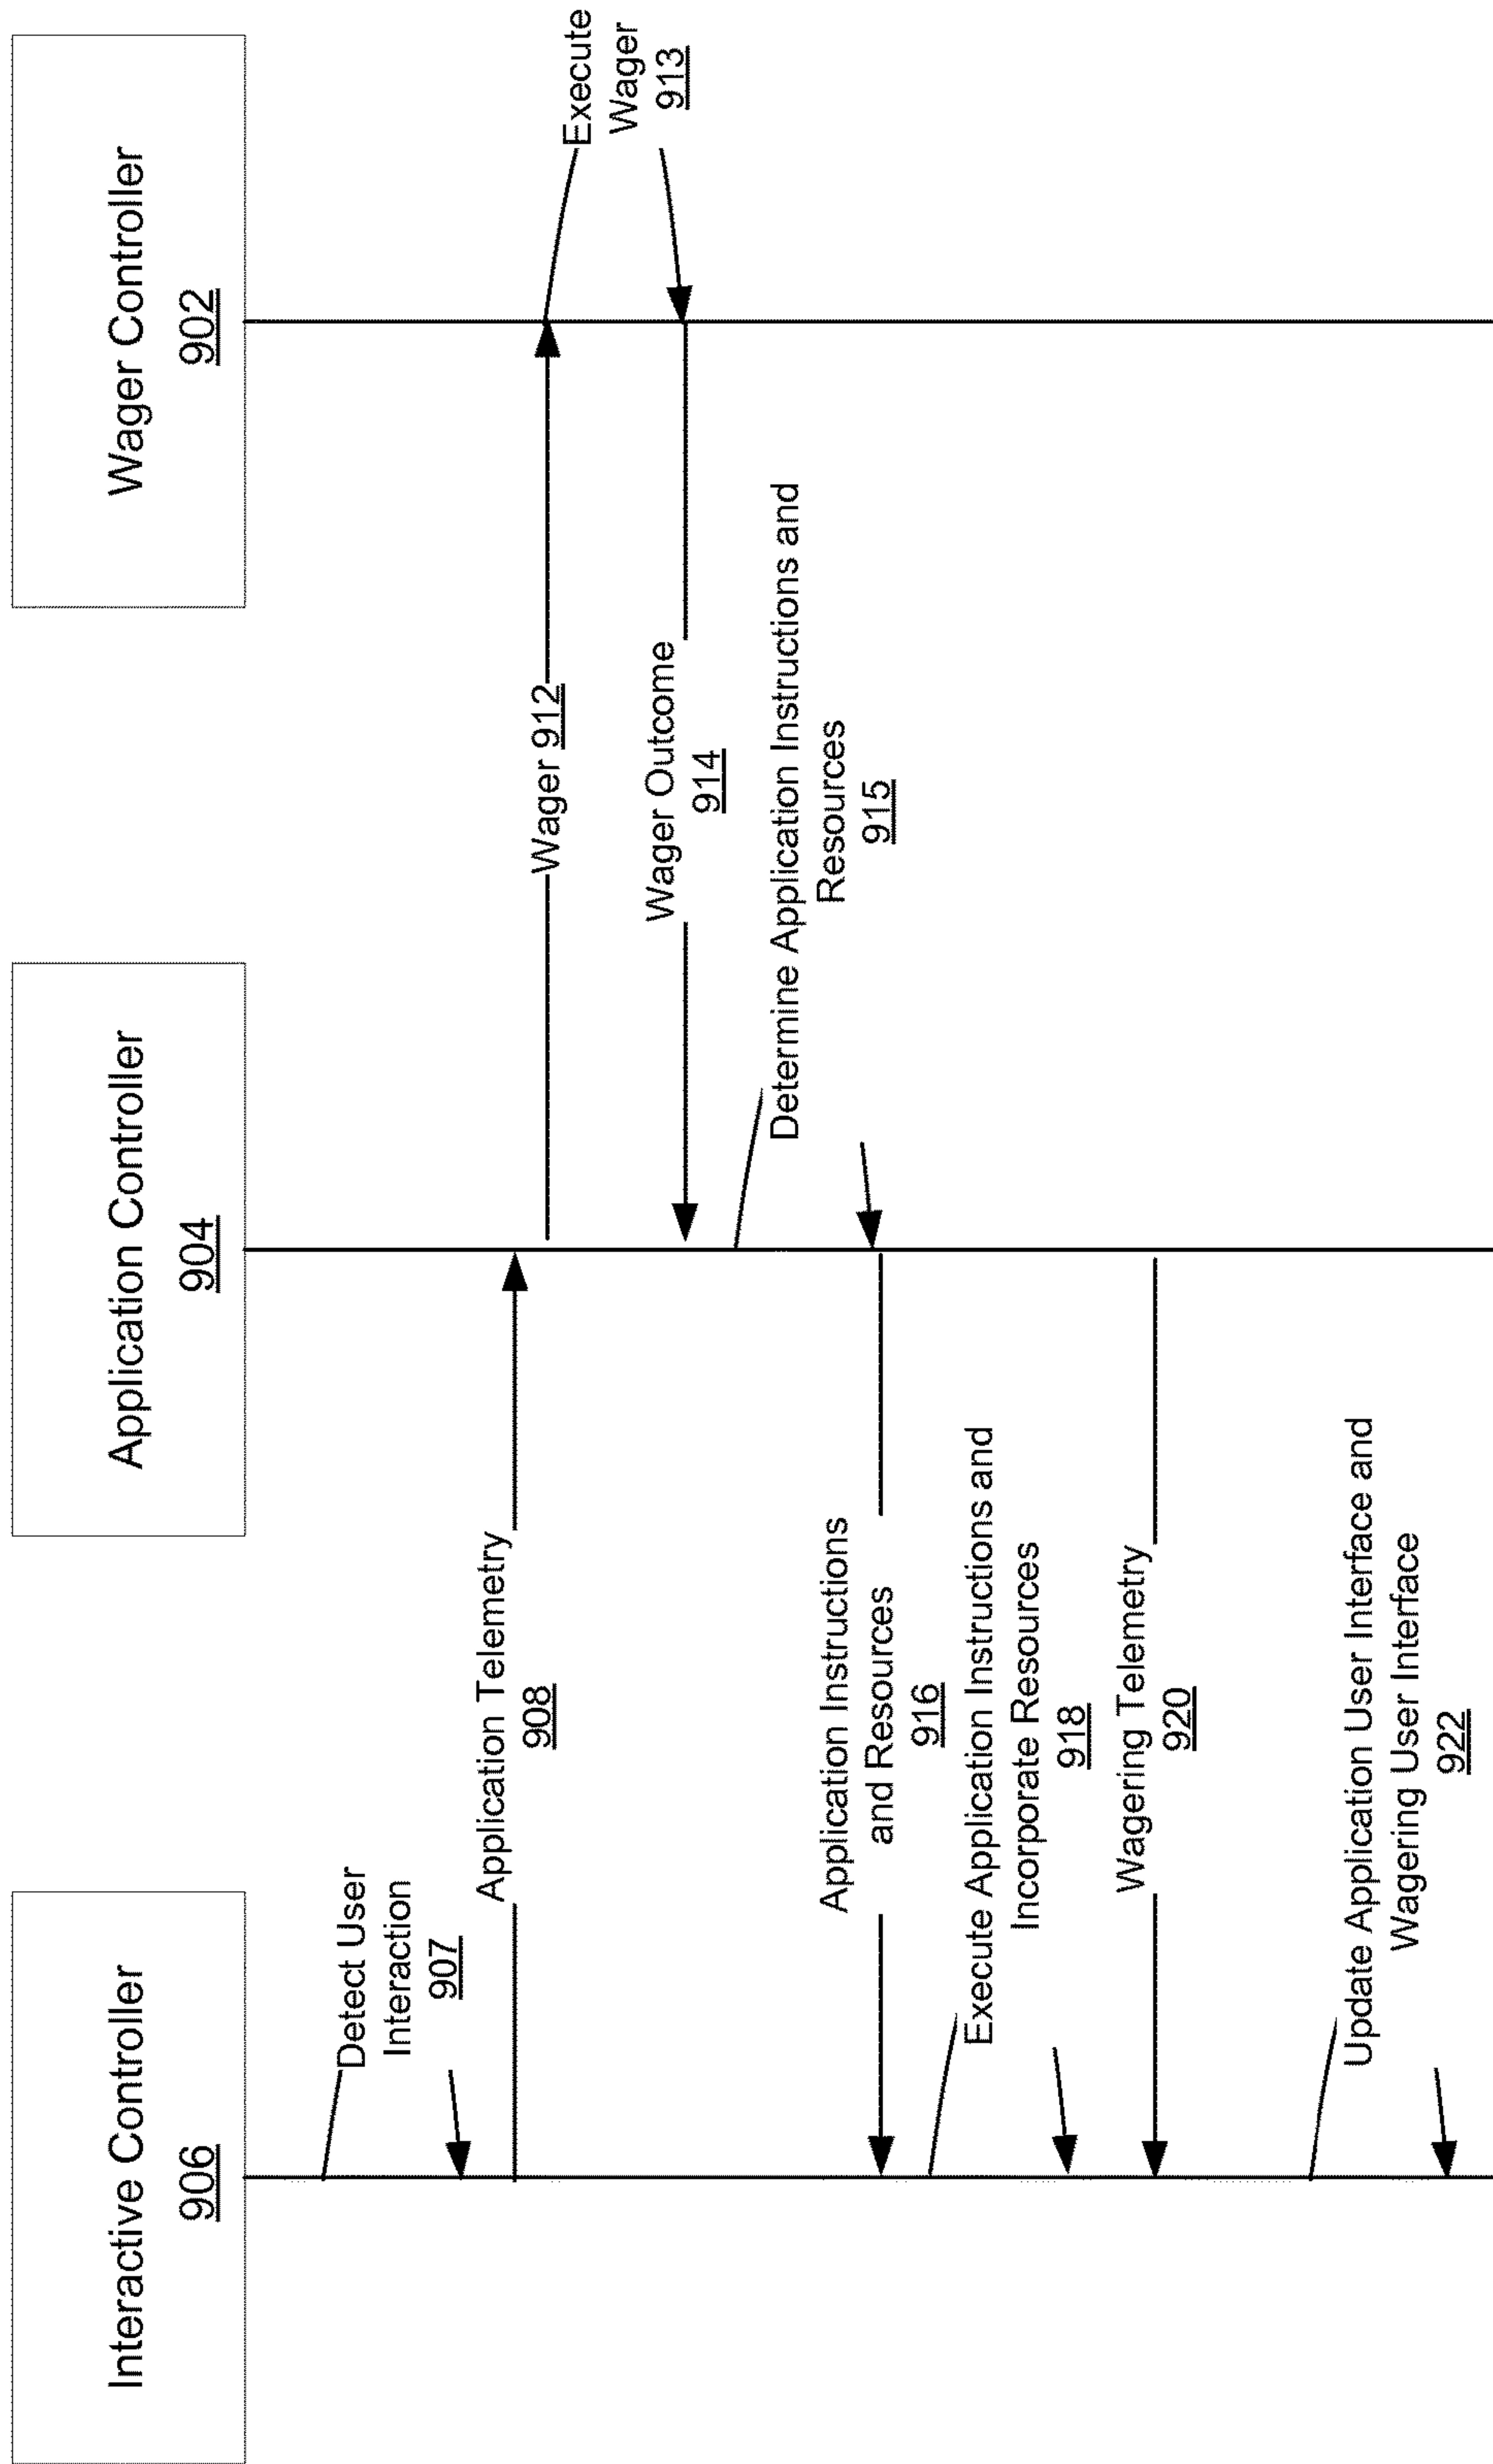 Interactive Controller
906
Application Controller
904
Wager Controller
902
Detect User
Interaction
907
Application Telemetry
908
Wager 912
Execute
Wager
913
Wager Outcome
914
Determine Application Instructions and
Resources
915
Application Instructions
and Resources
916
Execute Application Instructions and
Incorporate Resources
918
Wagering Telemetry
920
Update Application User Interface and
Wagering User Interface
922